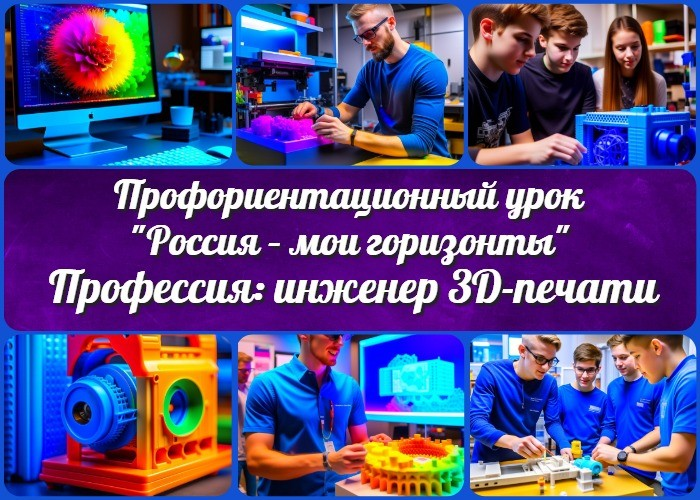 Профориентационный урок
"Россия – мои горизонты"
Профессия: инженер 3D-печати